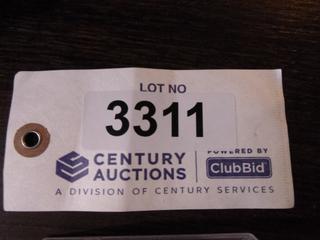 LOT NO
3311
CENTURY AUCTIONS
POWERED BY
ClubBid
A DIVISION OF CENTURY SERVICES